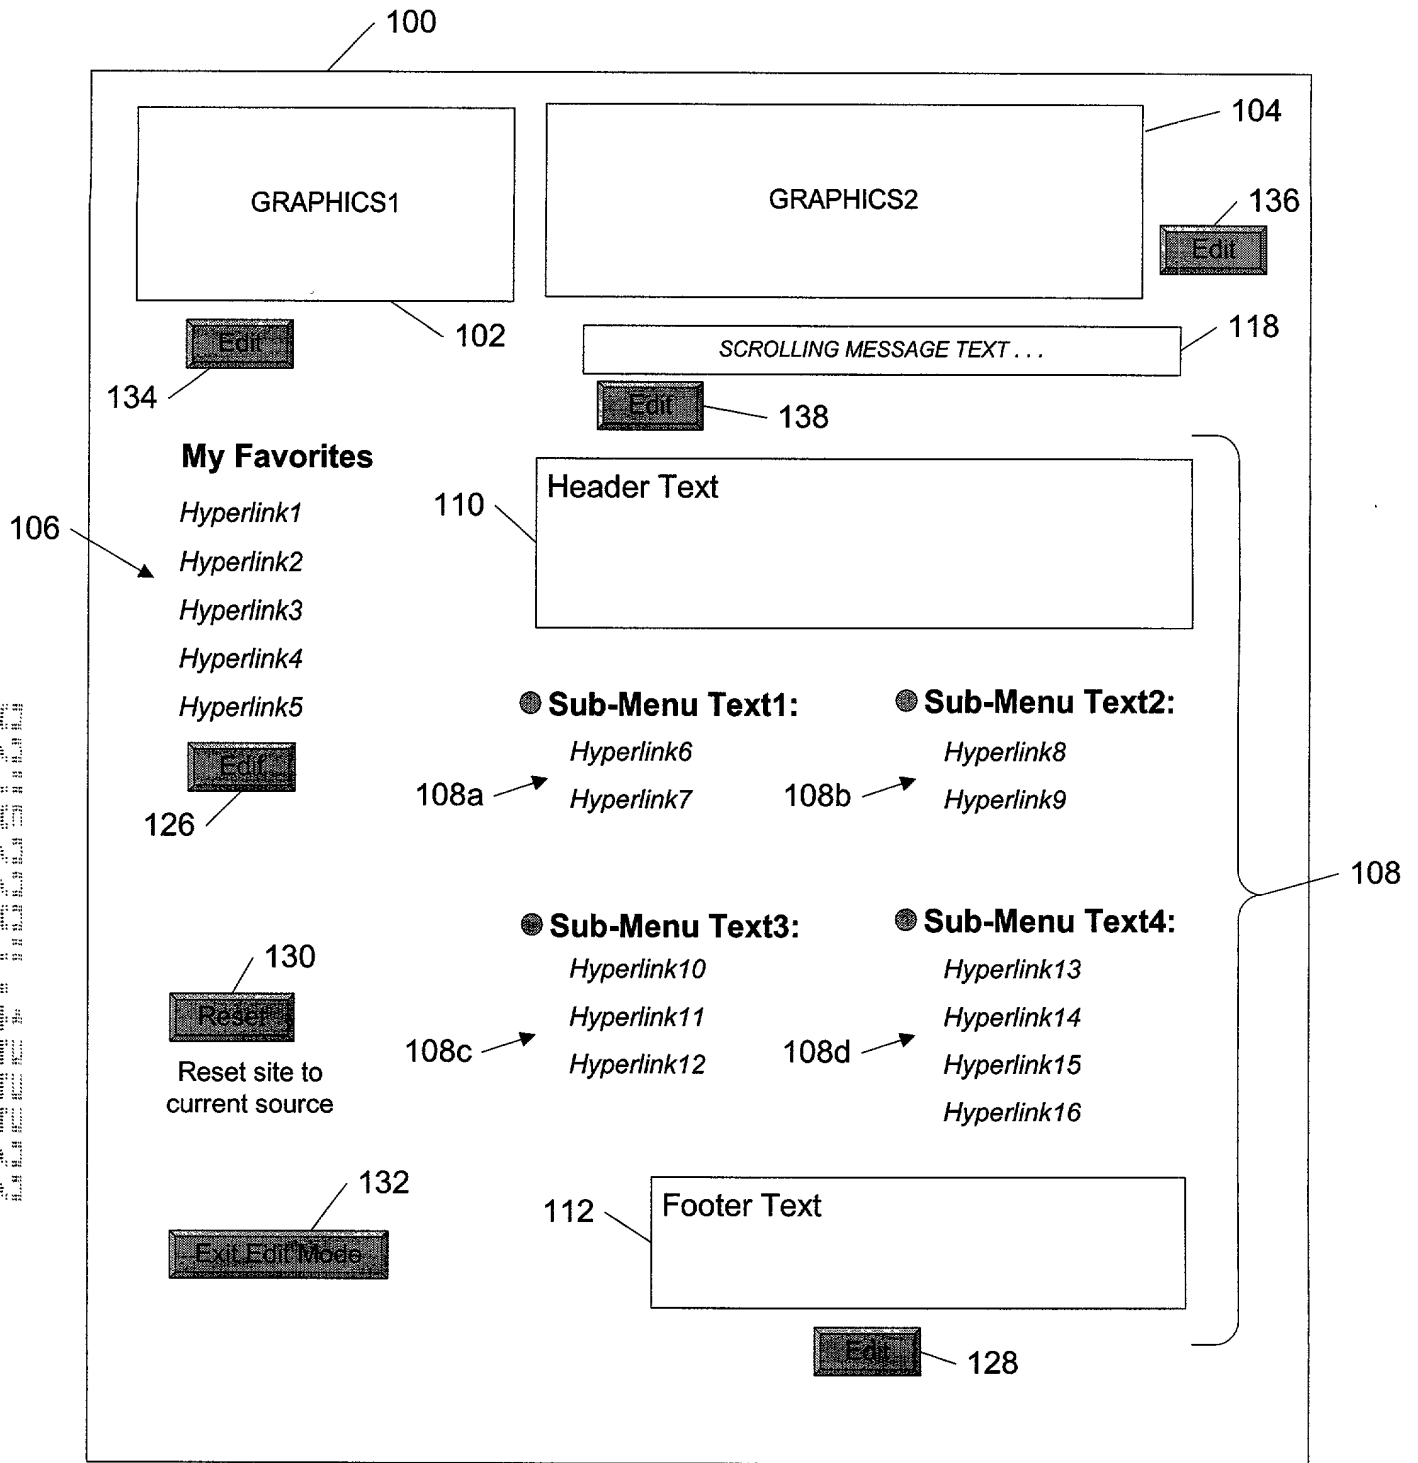 100
104
GRAPHICS1
GRAPHICS2
136
Edit
102
118
Edit
SCROLLING MESSAGE TEXT . . .
134
Edit
138
My Favorites
Header Text
110
106
Hyperlink1
Hyperlink2
Hyperlink3
Hyperlink4
Hyperlink5
Edit
126
Sub-Menu Text1:
Hyperlink6
108a
Hyperlink7
Sub-Menu Text2:
Hyperlink8
108b
Hyperlink9
108
Sub-Menu Text3:
Hyperlink10
Hyperlink11
108c
Hyperlink12
Sub-Menu Text4:
Hyperlink13
Hyperlink14
108d
Hyperlink15
Hyperlink16
130
Reset
Reset site to
current source
132
Exit Edit Mode
112
Footer Text
Edit
128